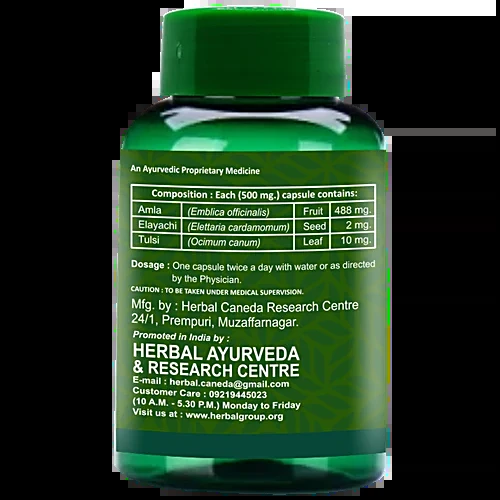 An Ayurvedic Proprietary Medicine
Composition : Each (500 mg.) capsule contains:
Amla (Emblica officinalis) Fruit 488 mg.
Elayachi (Elettaria cardamomum) Seed 2 mg.
Tulsi (Ocimum canum) Leaf 10 mg.
Dosage : One capsule twice a day with water or as directed
by the Physician.
CAUTION : TO BE TAKEN UNDER MEDICAL SUPERVISION.
Mfg. by : Herbal Caneda Research Centre
24/1, Prempuri, Muzaffarnagar.
Promoted in India by :
HERBAL AYURVEDA
& RESEARCH CENTRE
E-mail : herbal.caneda@gmail.com
Customer Care : 09219445023
(10 A.M. - 5.30 P.M.) Monday to Friday
Visit us at : www.herbalgroup.org